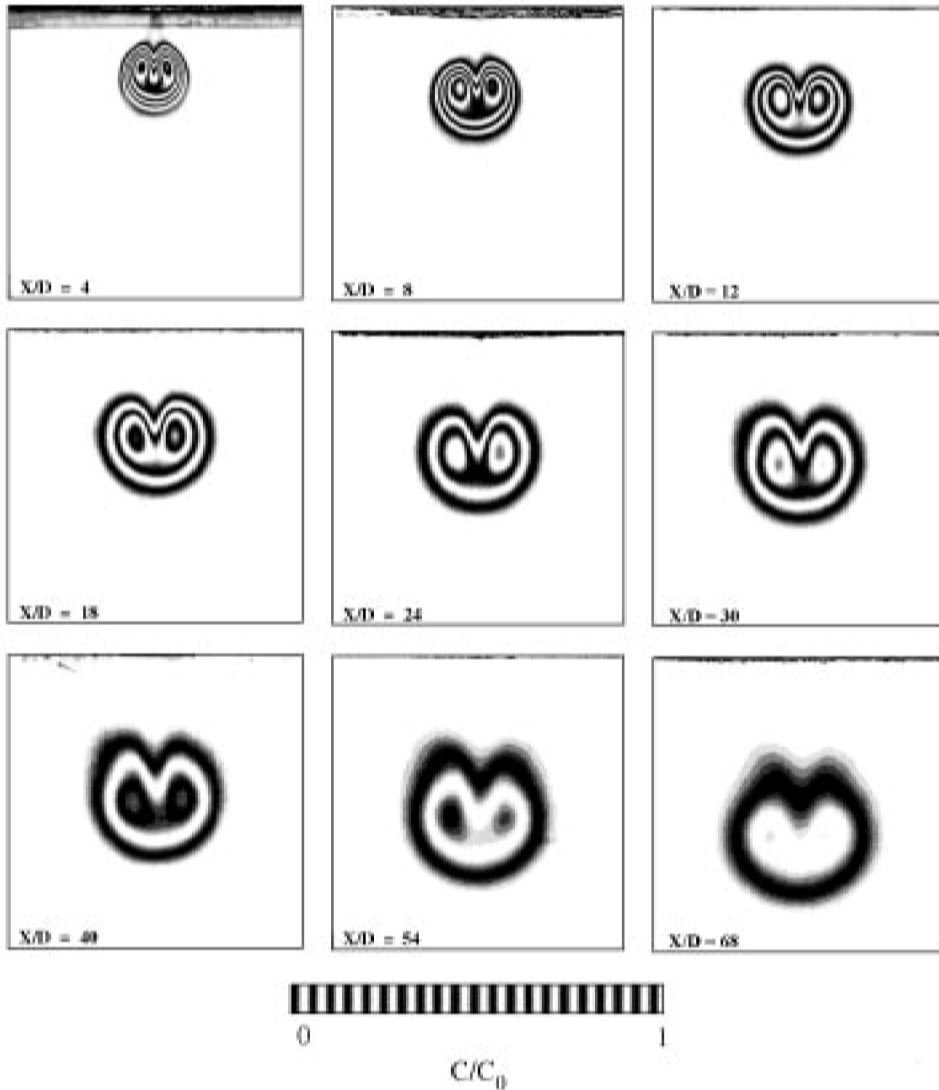 X/D = 4
X/D = 8
X/D = 12
X/D = 18
X/D = 24
X/D = 30
X/D = 40
X/D = 54
X/D = 68
0 1
C/C0